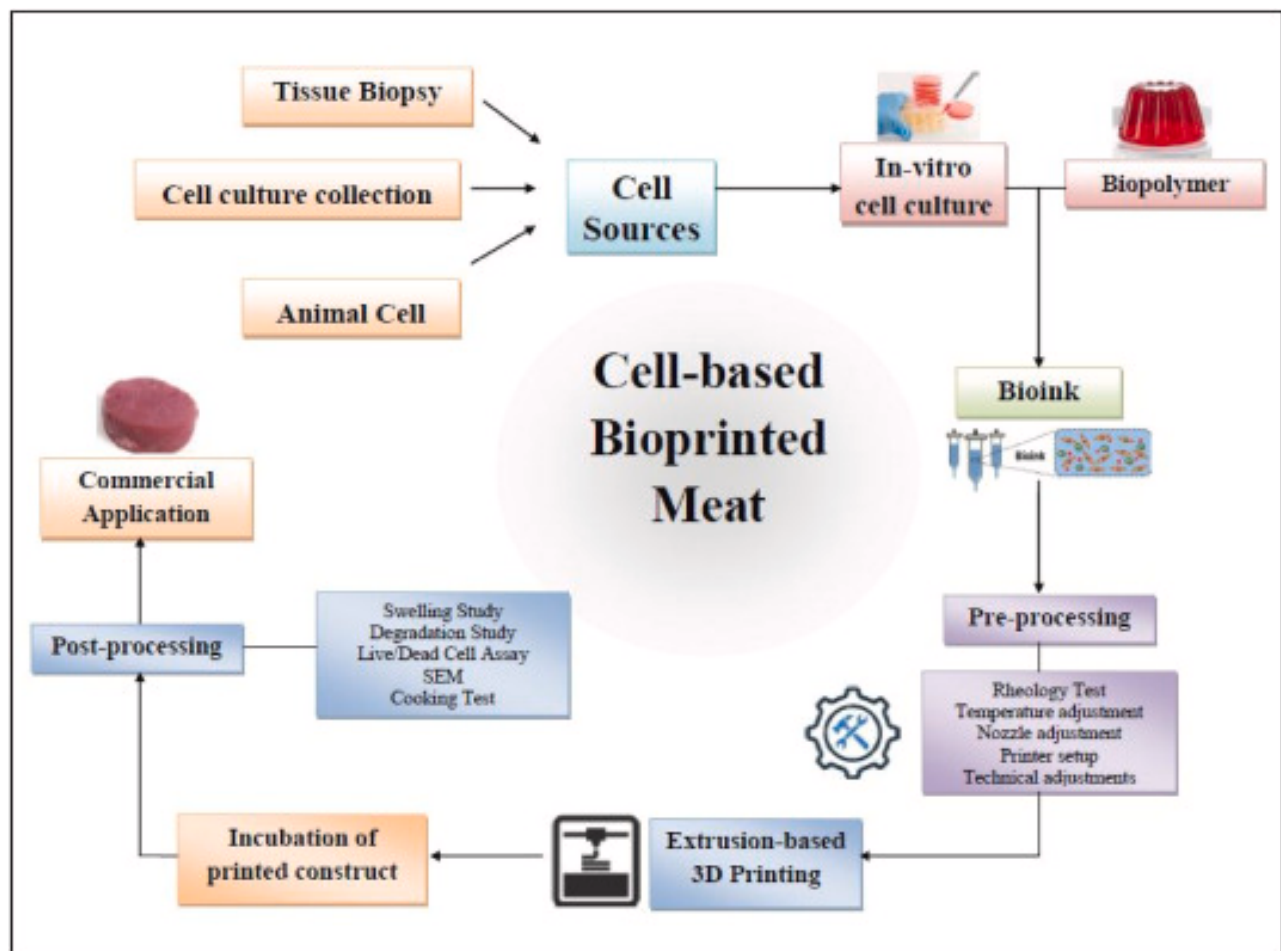 Tissue Biopsy
Cell culture collection
Animal Cell
Cell
Sources
In-vitro
cell culture
Biopolymer
Cell-based
Bioprinted
Meat
Bioink
Bioink
Pre-processing
Rheology Test
Temperature adjustment
Nozzle adjustment
Printer setup
Technical adjustments
Extrusion-based
3D Printing
Incubation of
printed construct
Post-processing
Swelling Study
Degradation Study
Live/Dead Cell Assay
SEM
Cooking Test
Commercial
Application